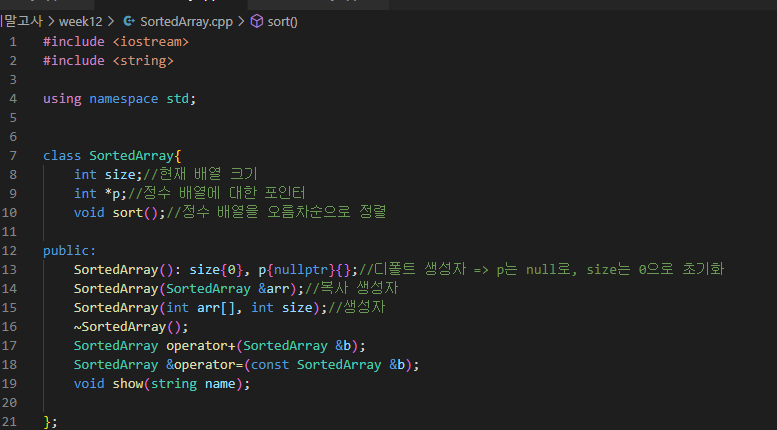 말고사 > week12 > SortedArray.cpp > sort()
1 #include <iostream>
2 #include <string>
3
4 using namespace std;
5
6
7 class SortedArray{
8 int size;//현재 배열 크기
9 int *p;//정수 배열에 대한 포인터
10 void sort();//정수 배열을 오름차순으로 정렬
11
12 public:
13 SortedArray(): size{0}, p{nullptr}{};//디폴트 생성자 => p는 null로, size는 0으로 초기화
14 SortedArray(SortedArray &arr);//복사 생성자
15 SortedArray(int arr[], int size);//생성자
16 ~SortedArray();
17 SortedArray operator+(SortedArray &b);
18 SortedArray &operator=(const SortedArray &b);
19 void show(string name);
20
21 };